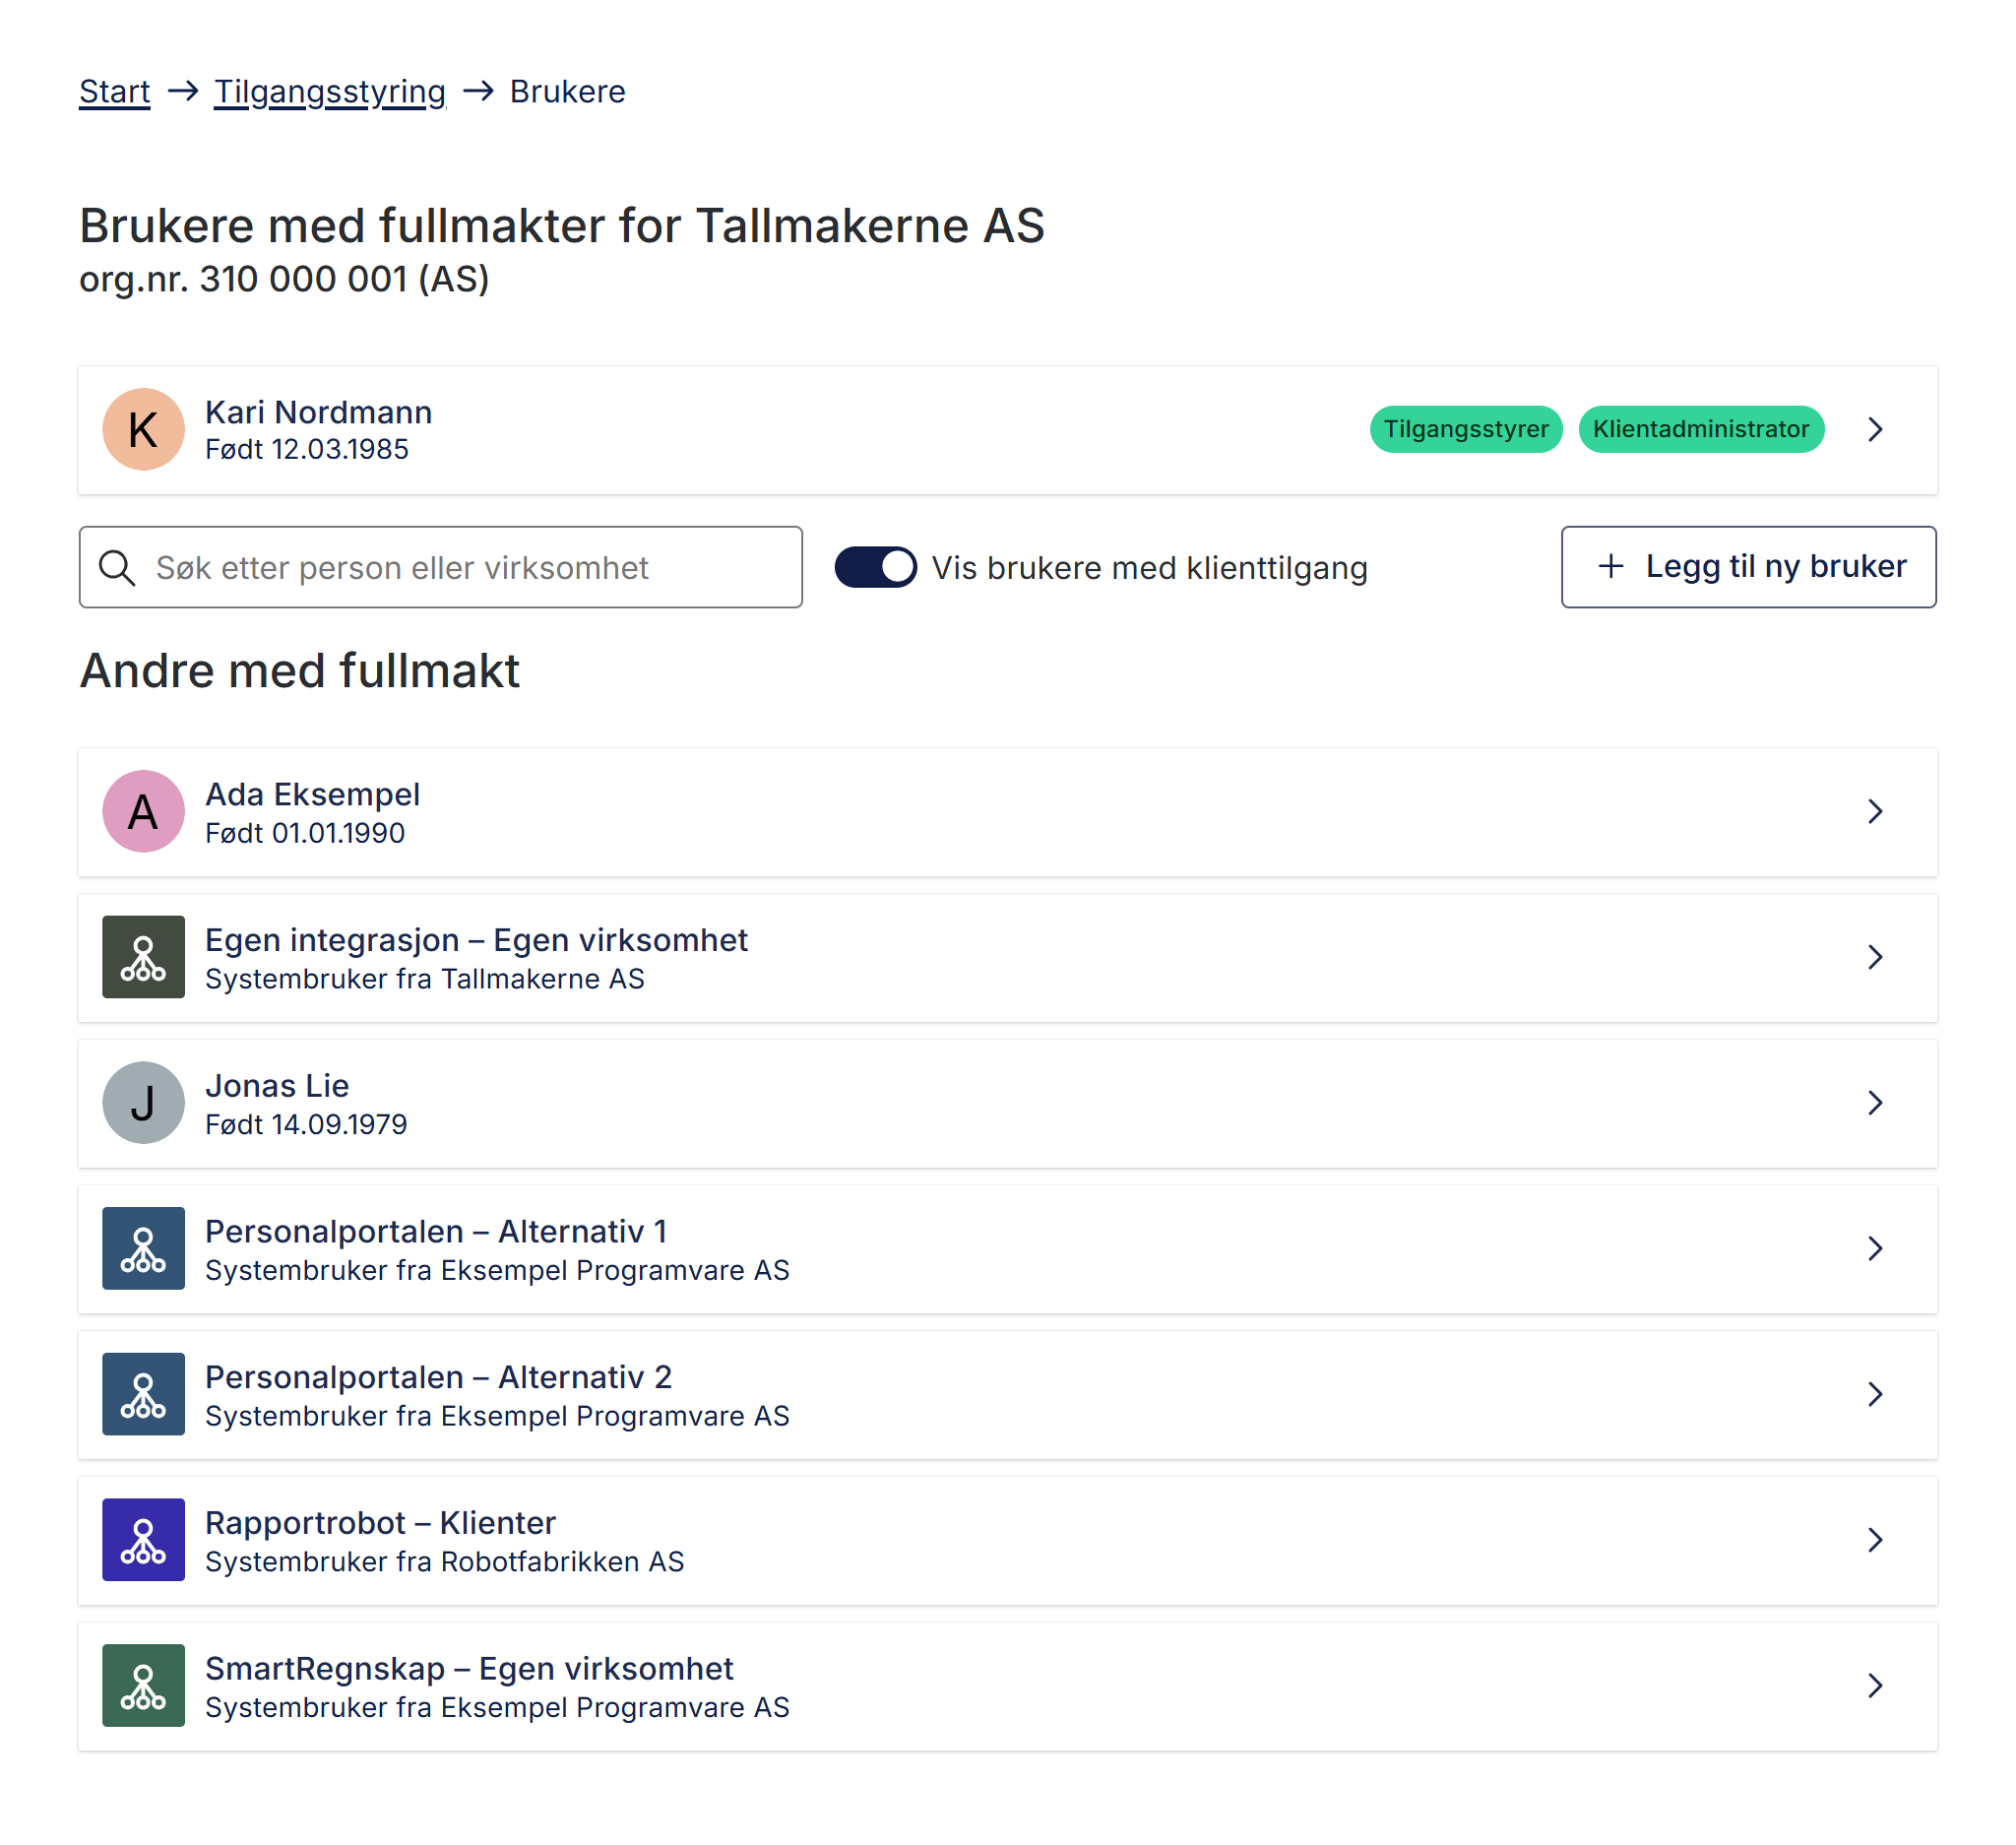 Start → Tilgangsstyring → Brukere
Brukere med fullmakter for Tallmakerne AS
org.nr. 310 000 001 (AS)
K
Kari Nordmann
Født 12.03.1985
Tilgangsstyrer
Klientadministrator
Søk etter person eller virksomhet
Vis brukere med klienttilgang
+ Legg til ny bruker
Andre med fullmakt
A
Ada Eksempel
Født 01.01.1990
Egen integrasjon – Egen virksomhet
Systembruker fra Tallmakerne AS
J
Jonas Lie
Født 14.09.1979
Personalportalen – Alternativ 1
Systembruker fra Eksempel Programvare AS
Personalportalen – Alternativ 2
Systembruker fra Eksempel Programvare AS
Rapportrobot – Klienter
Systembruker fra Robotfabrikken AS
SmartRegnskap – Egen virksomhet
Systembruker fra Eksempel Programvare AS